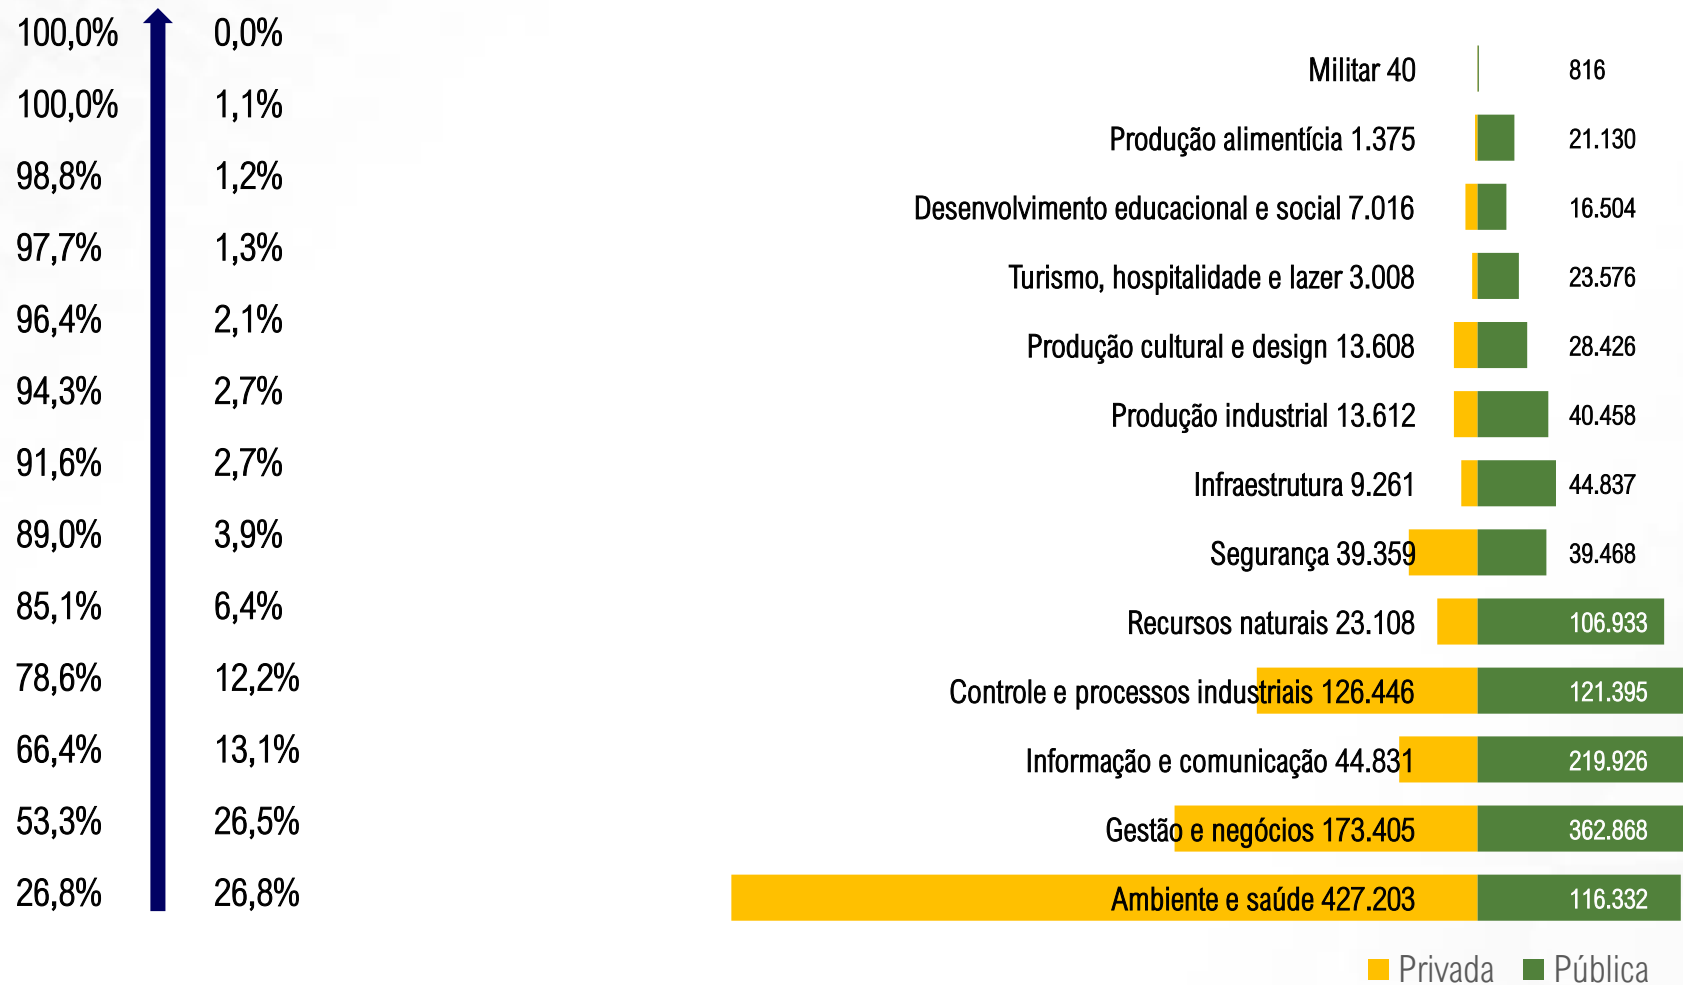 100,0% 0,0%
Militar 40 816
100,0% 1,1%
Produção alimentícia 1.375 21.130
98,8% 1,2%
Desenvolvimento educacional e social 7.016 16.504
97,7% 1,3%
Turismo, hospitalidade e lazer 3.008 23.576
96,4% 2,1%
Produção cultural e design 13.608 28.426
94,3% 2,7%
Produção industrial 13.612 40.458
91,6% 2,7%
Infraestrutura 9.261 44.837
89,0% 3,9%
Segurança 39.359 39.468
85,1% 6,4%
Recursos naturais 23.108 106.933
78,6% 12,2%
Controle e processos industriais 126.446 121.395
66,4% 13,1%
Informação e comunicação 44.831 219.926
53,3% 26,5%
Gestão e negócios 173.405 362.868
26,8% 26,8%
Ambiente e saúde 427.203 116.332
Privada Pública